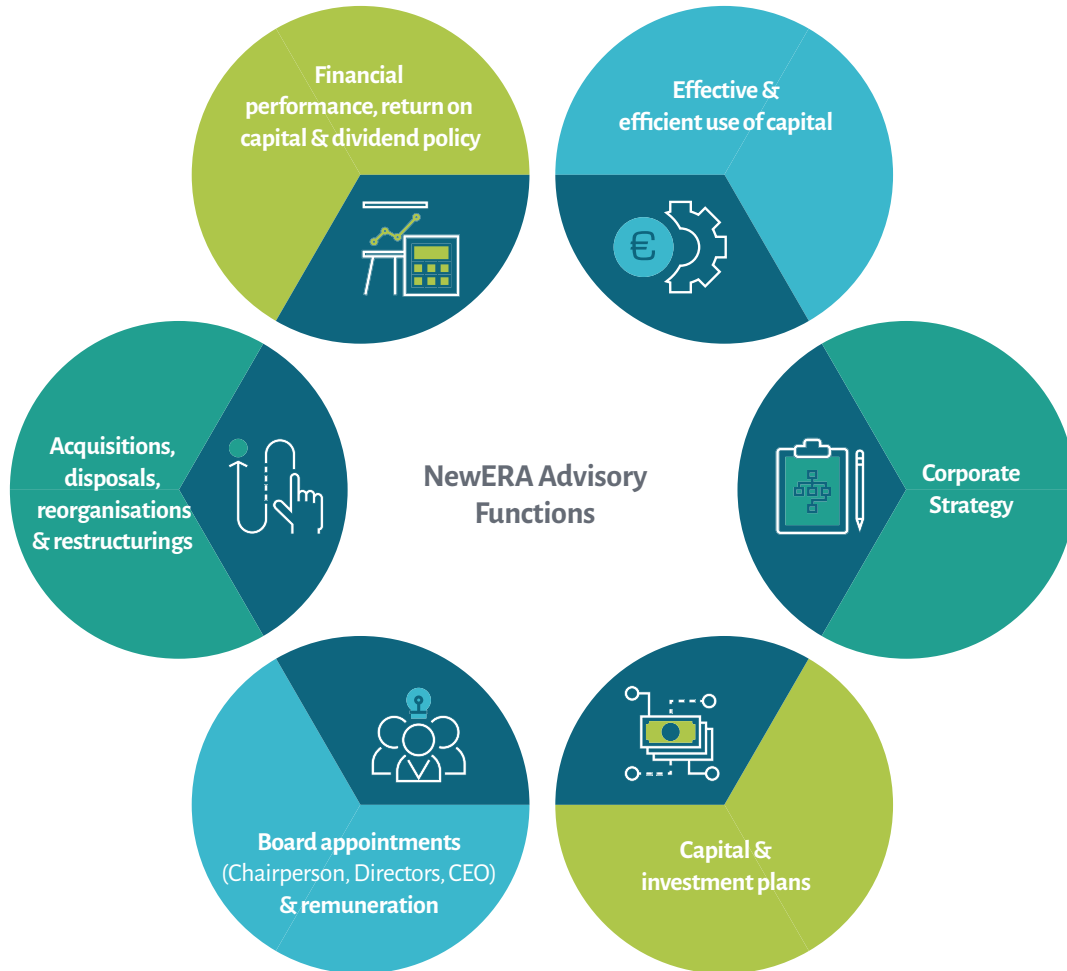 Financial
performance, return on
capital & dividend policy
Effective &
efficient use of capital
€
Acquisitions,
disposals,
reorganisations
& restructurings
NewERA Advisory
Functions
Corporate
Strategy
Board appointments
(Chairperson, Directors, CEO)
& remuneration
Capital &
investment plans